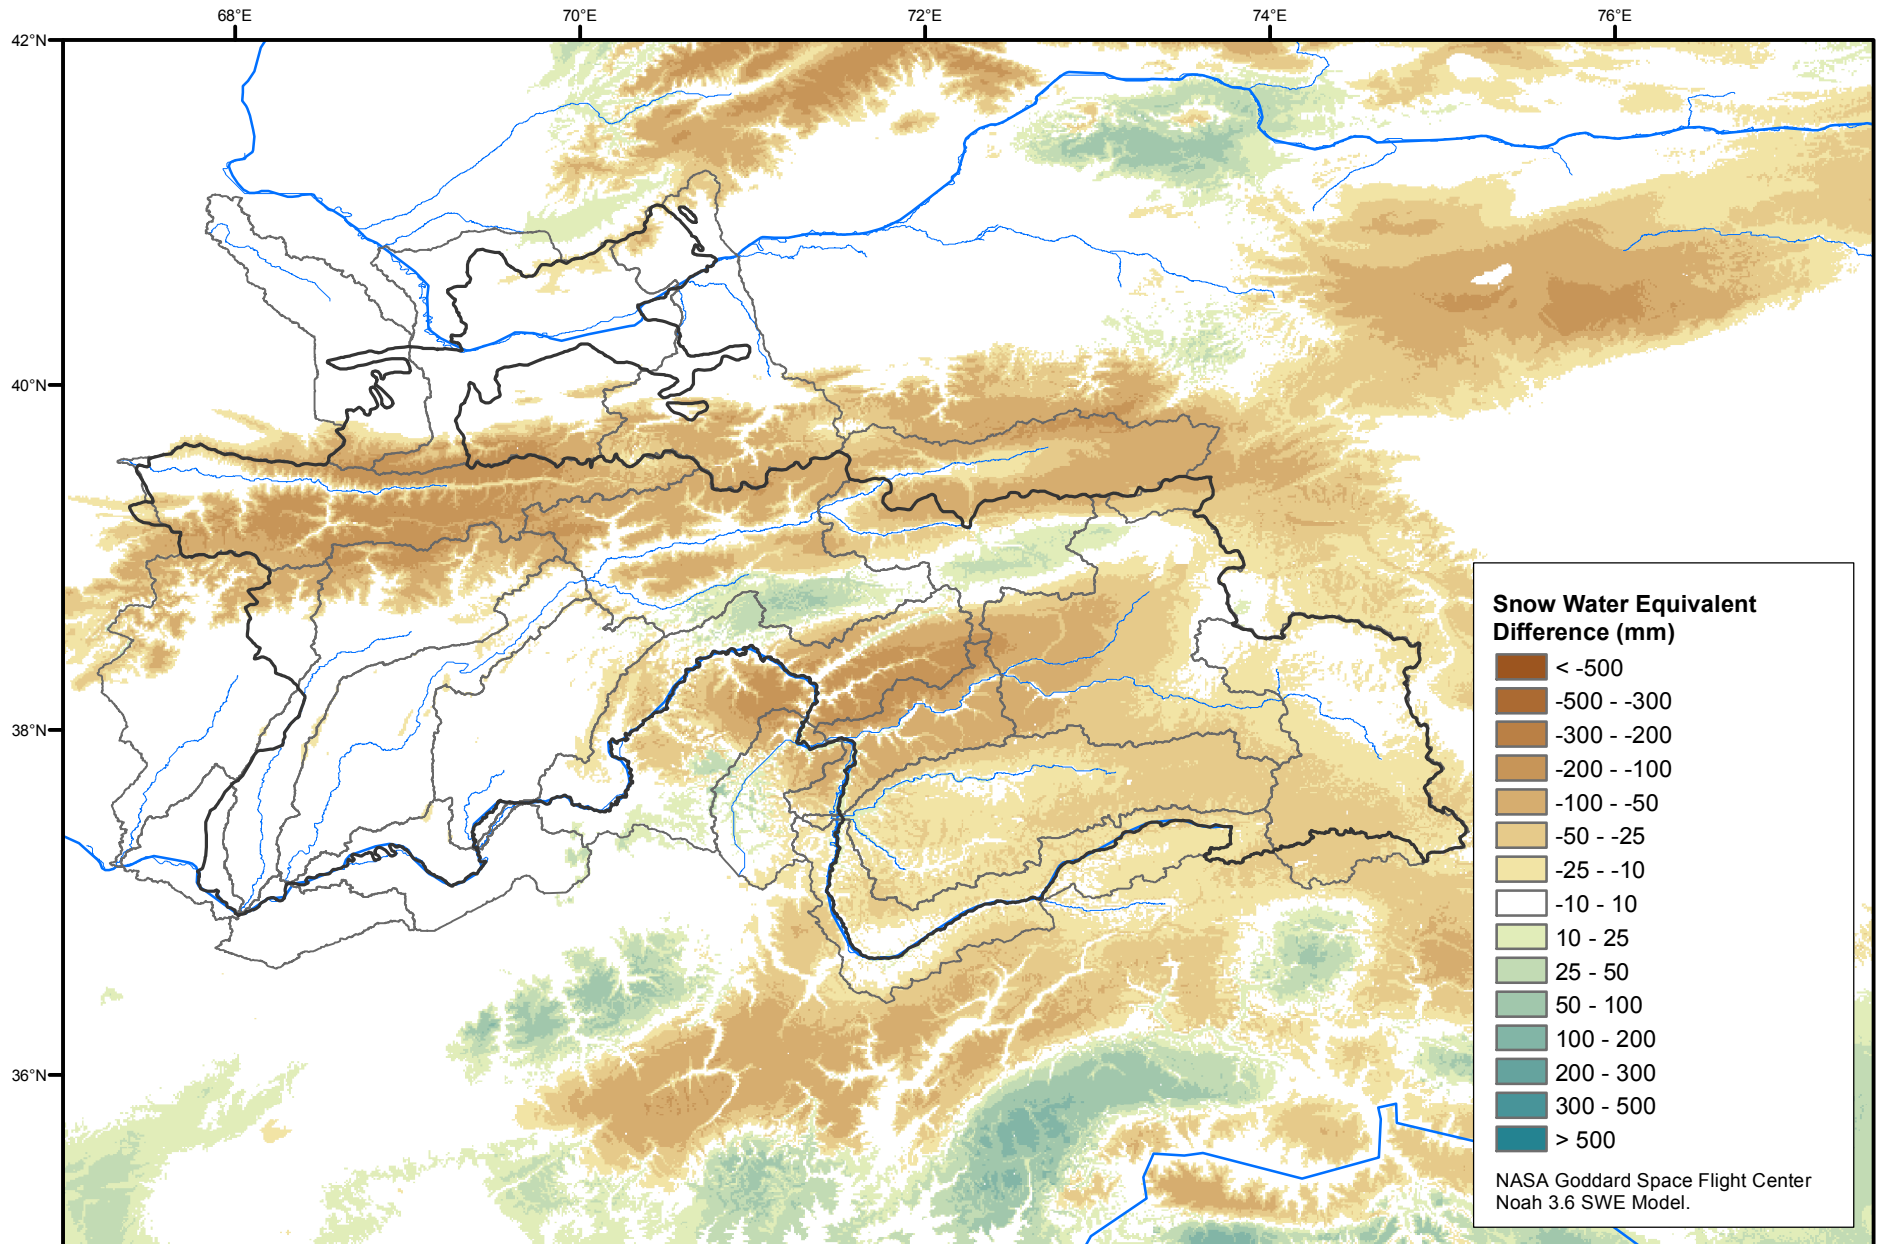 68°E
70°E
72°E
74°E
76°E
42°N
40°N
38°N
36°N
Snow Water Equivalent
Difference (mm)
< -500
-500 - -300
-300 - -200
-200 - -100
-100 - -50
-50 - -25
-25 - -10
-10 - 10
10 - 25
25 - 50
50 - 100
100 - 200
200 - 300
300 - 500
> 500
NASA Goddard Space Flight Center
Noah 3.6 SWE Model.